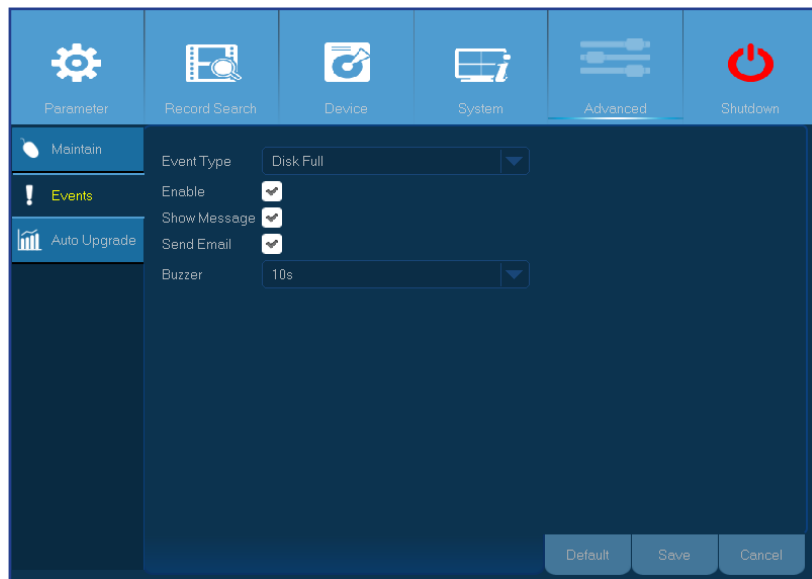 Parameter
Record Search
Device
System
Advanced
Shutdown
Maintain
Events
Auto Upgrade
Event Type Disk Full
Enable
Show Message
Send Email
Buzzer 10s
Default Save Cancel